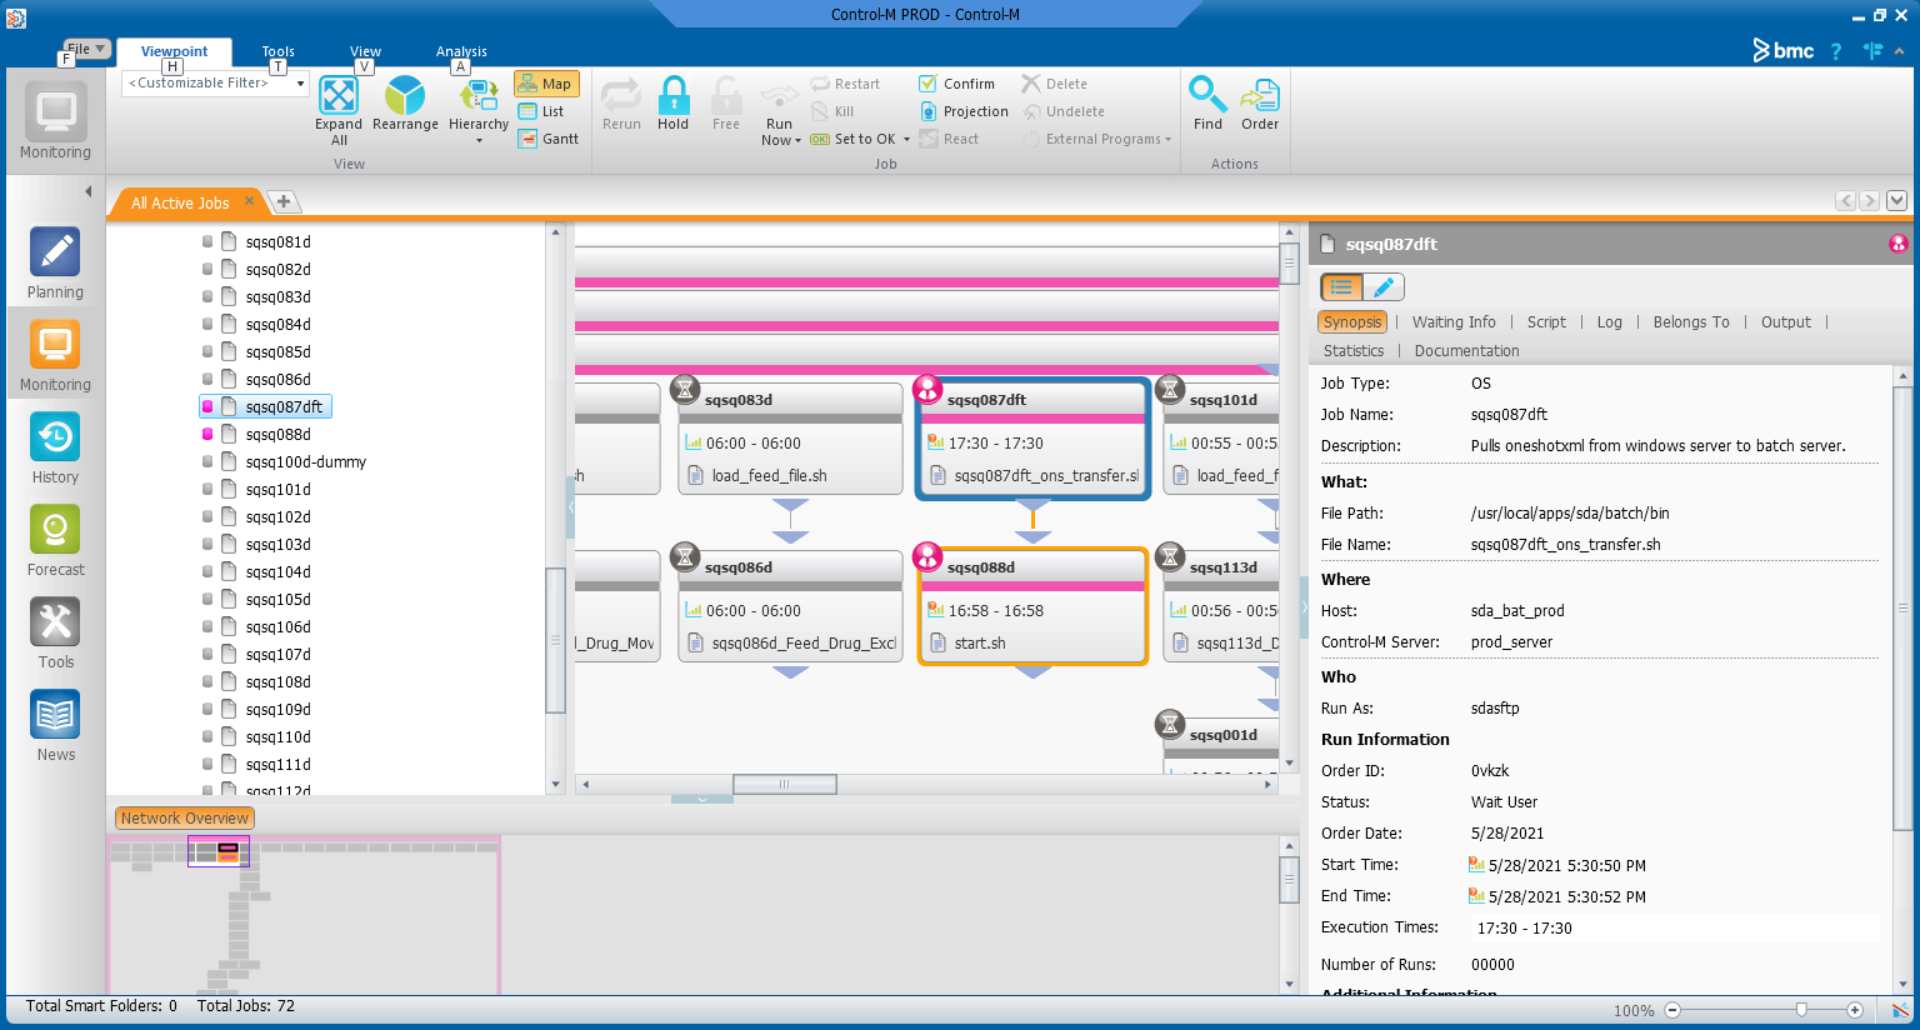 Control-M PROD - Control-M
File
F
Viewpoint
H
Tools
T
View
V
Analysis
A
bmc
?
Monitoring
<Customizable Filter>
Expand All
Rearrange
Hierarchy
Map
List
Gantt
View
Rerun
Hold
Free
Run Now
Restart
Kill
OK Set to OK
Confirm
Projection
React
Delete
Undelete
External Programs
Job
Find
Order
Actions
All Active Jobs
Planning
Monitoring
History
Forecast
Tools
News
sqsq081d
sqsq082d
sqsq083d
sqsq084d
sqsq085d
sqsq086d
sqsq087dft
sqsq088d
sqsq100d-dummy
sqsq101d
sqsq102d
sqsq103d
sqsq104d
sqsq105d
sqsq106d
sqsq107d
sqsq108d
sqsq109d
sqsq110d
sqsq111d
sqsq112d
h
sqsq083d
06:00 - 06:00
load_feed_file.sh
sqsq087dft
17:30 - 17:30
sqsq087dft_ons_transfer.sl
sqsq101d
00:55 - 00:5
load_feed_f
l_Drug_Mov
sqsq086d
06:00 - 06:00
sqsq086d_Feed_Drug_Excl
sqsq088d
16:58 - 16:58
start.sh
sqsq113d
00:56 - 00:5
sqsq113d_D
sqsq001d
Network Overview
sqsq087dft
Synopsis | Waiting Info | Script | Log | Belongs To | Output |
Statistics | Documentation
Job Type: OS
Job Name: sqsq087dft
Description: Pulls oneshotxml from windows server to batch server.
What:
File Path: /usr/local/apps/sda/batch/bin
File Name: sqsq087dft_ons_transfer.sh
Where
Host: sda_bat_prod
Control-M Server: prod_server
Who
Run As: sdasftp
Run Information
Order ID: 0vkzk
Status: Wait User
Order Date: 5/28/2021
Start Time: 5/28/2021 5:30:50 PM
End Time: 5/28/2021 5:30:52 PM
Execution Times: 17:30 - 17:30
Number of Runs: 00000
Additional Information
Total Smart Folders: 0 Total Jobs: 72
100%